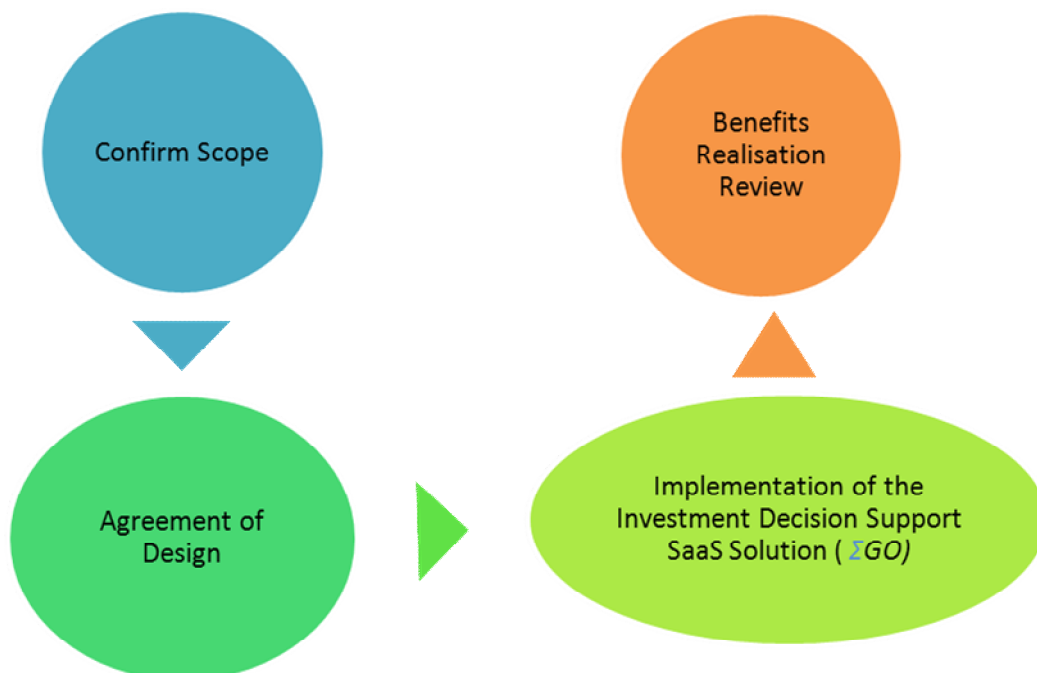 Confirm Scope
Agreement of
Design
Implementation of the
Investment Decision Support
SaaS Solution ( ΣGO)
Benefits
Realisation
Review